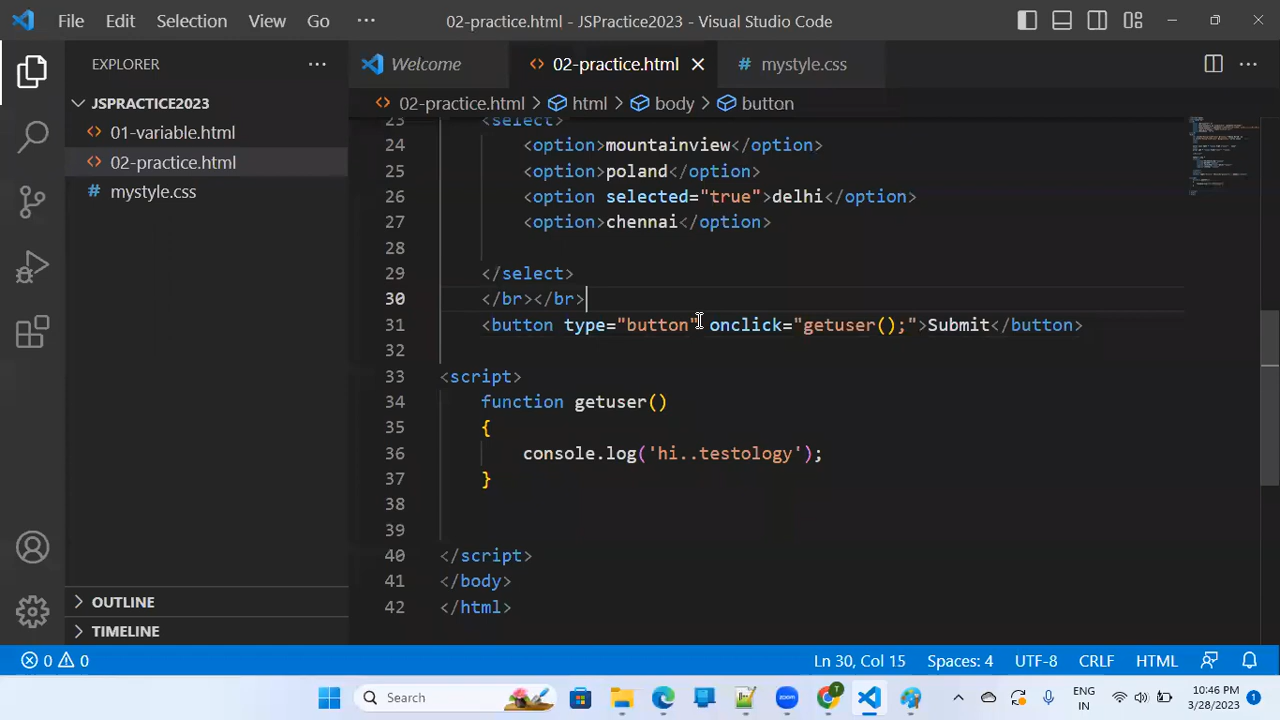 File Edit Selection View Go ··· 02-practice.html - JSPractice2023 - Visual Studio Code
EXPLORER ···
Welcome 02-practice.html mystyle.css ···
JSPRACTICE2023
02-practice.html > html > body > button
01-variable.html
02-practice.html
mystyle.css
23 <select>
24 <option>mountainview</option>
25 <option>poland</option>
26 <option selected="true">delhi</option>
27 <option>chennai</option>
28
29 </select>
30 </br></br>
31 <button type="button" onclick="getuser();">Submit</button>
32
33 <script>
34 function getuser()
35 {
36 console.log('hi..testology');
37 }
38
39
40 </script>
41 </body>
42 </html>
OUTLINE
TIMELINE
0 0 Ln 30, Col 15 Spaces: 4 UTF-8 CRLF HTML
Search zoom T ENG IN 10:46 PM 3/28/2023 1